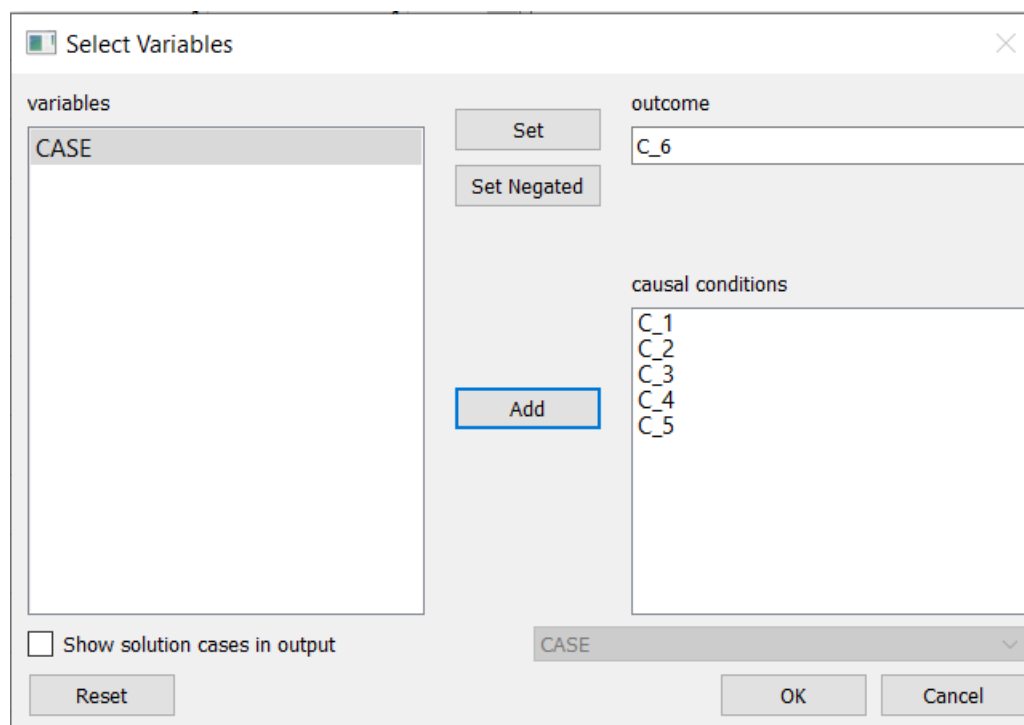 Select Variables
variables
CASE
Set
Set Negated
outcome
C_6
causal conditions
C_1
C_2
C_3
C_4
C_5
Add
Show solution cases in output
CASE
Reset
OK
Cancel